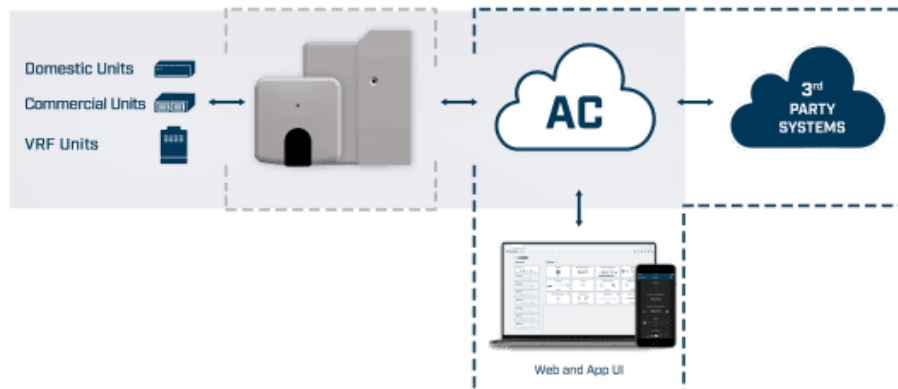 Domestic Units
Commercial Units
VRF Units
AC
3rd
PARTY
SYSTEMS
Web and App UI